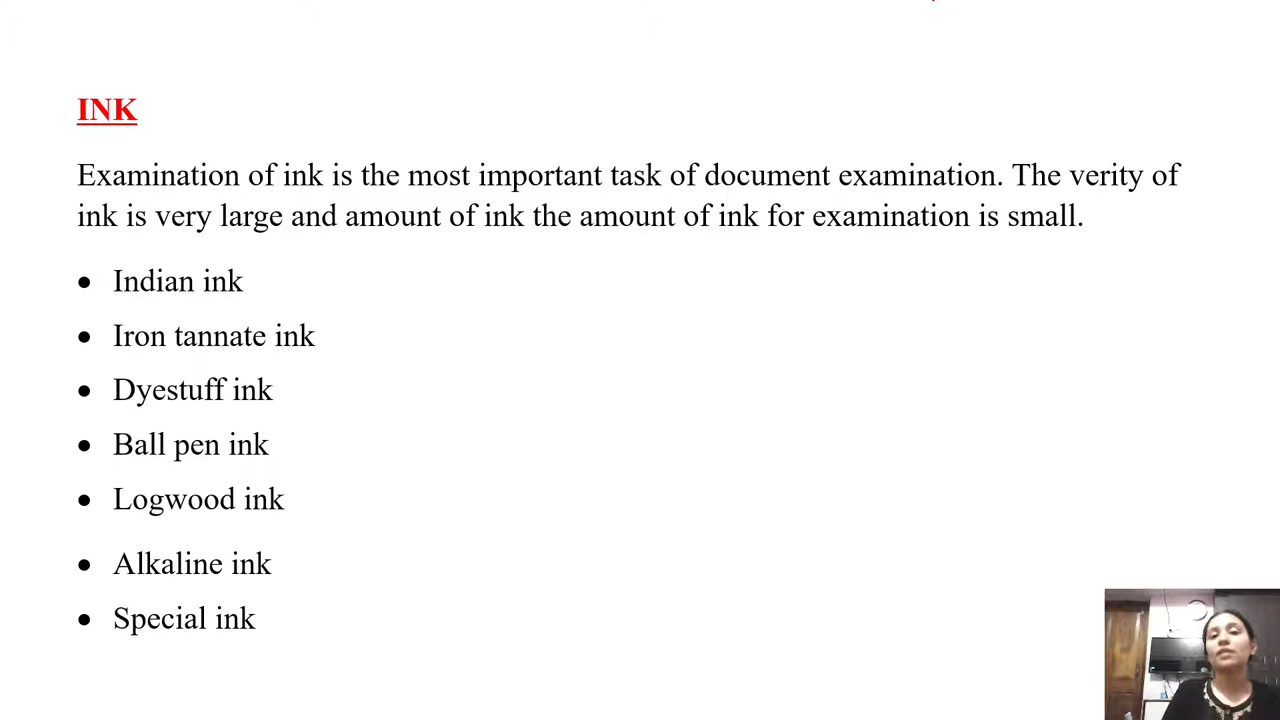 INK
Examination of ink is the most important task of document examination. The verity of
ink is very large and amount of ink the amount of ink for examination is small.
• Indian ink
• Iron tannate ink
• Dyestuff ink
• Ball pen ink
• Logwood ink
• Alkaline ink
• Special ink